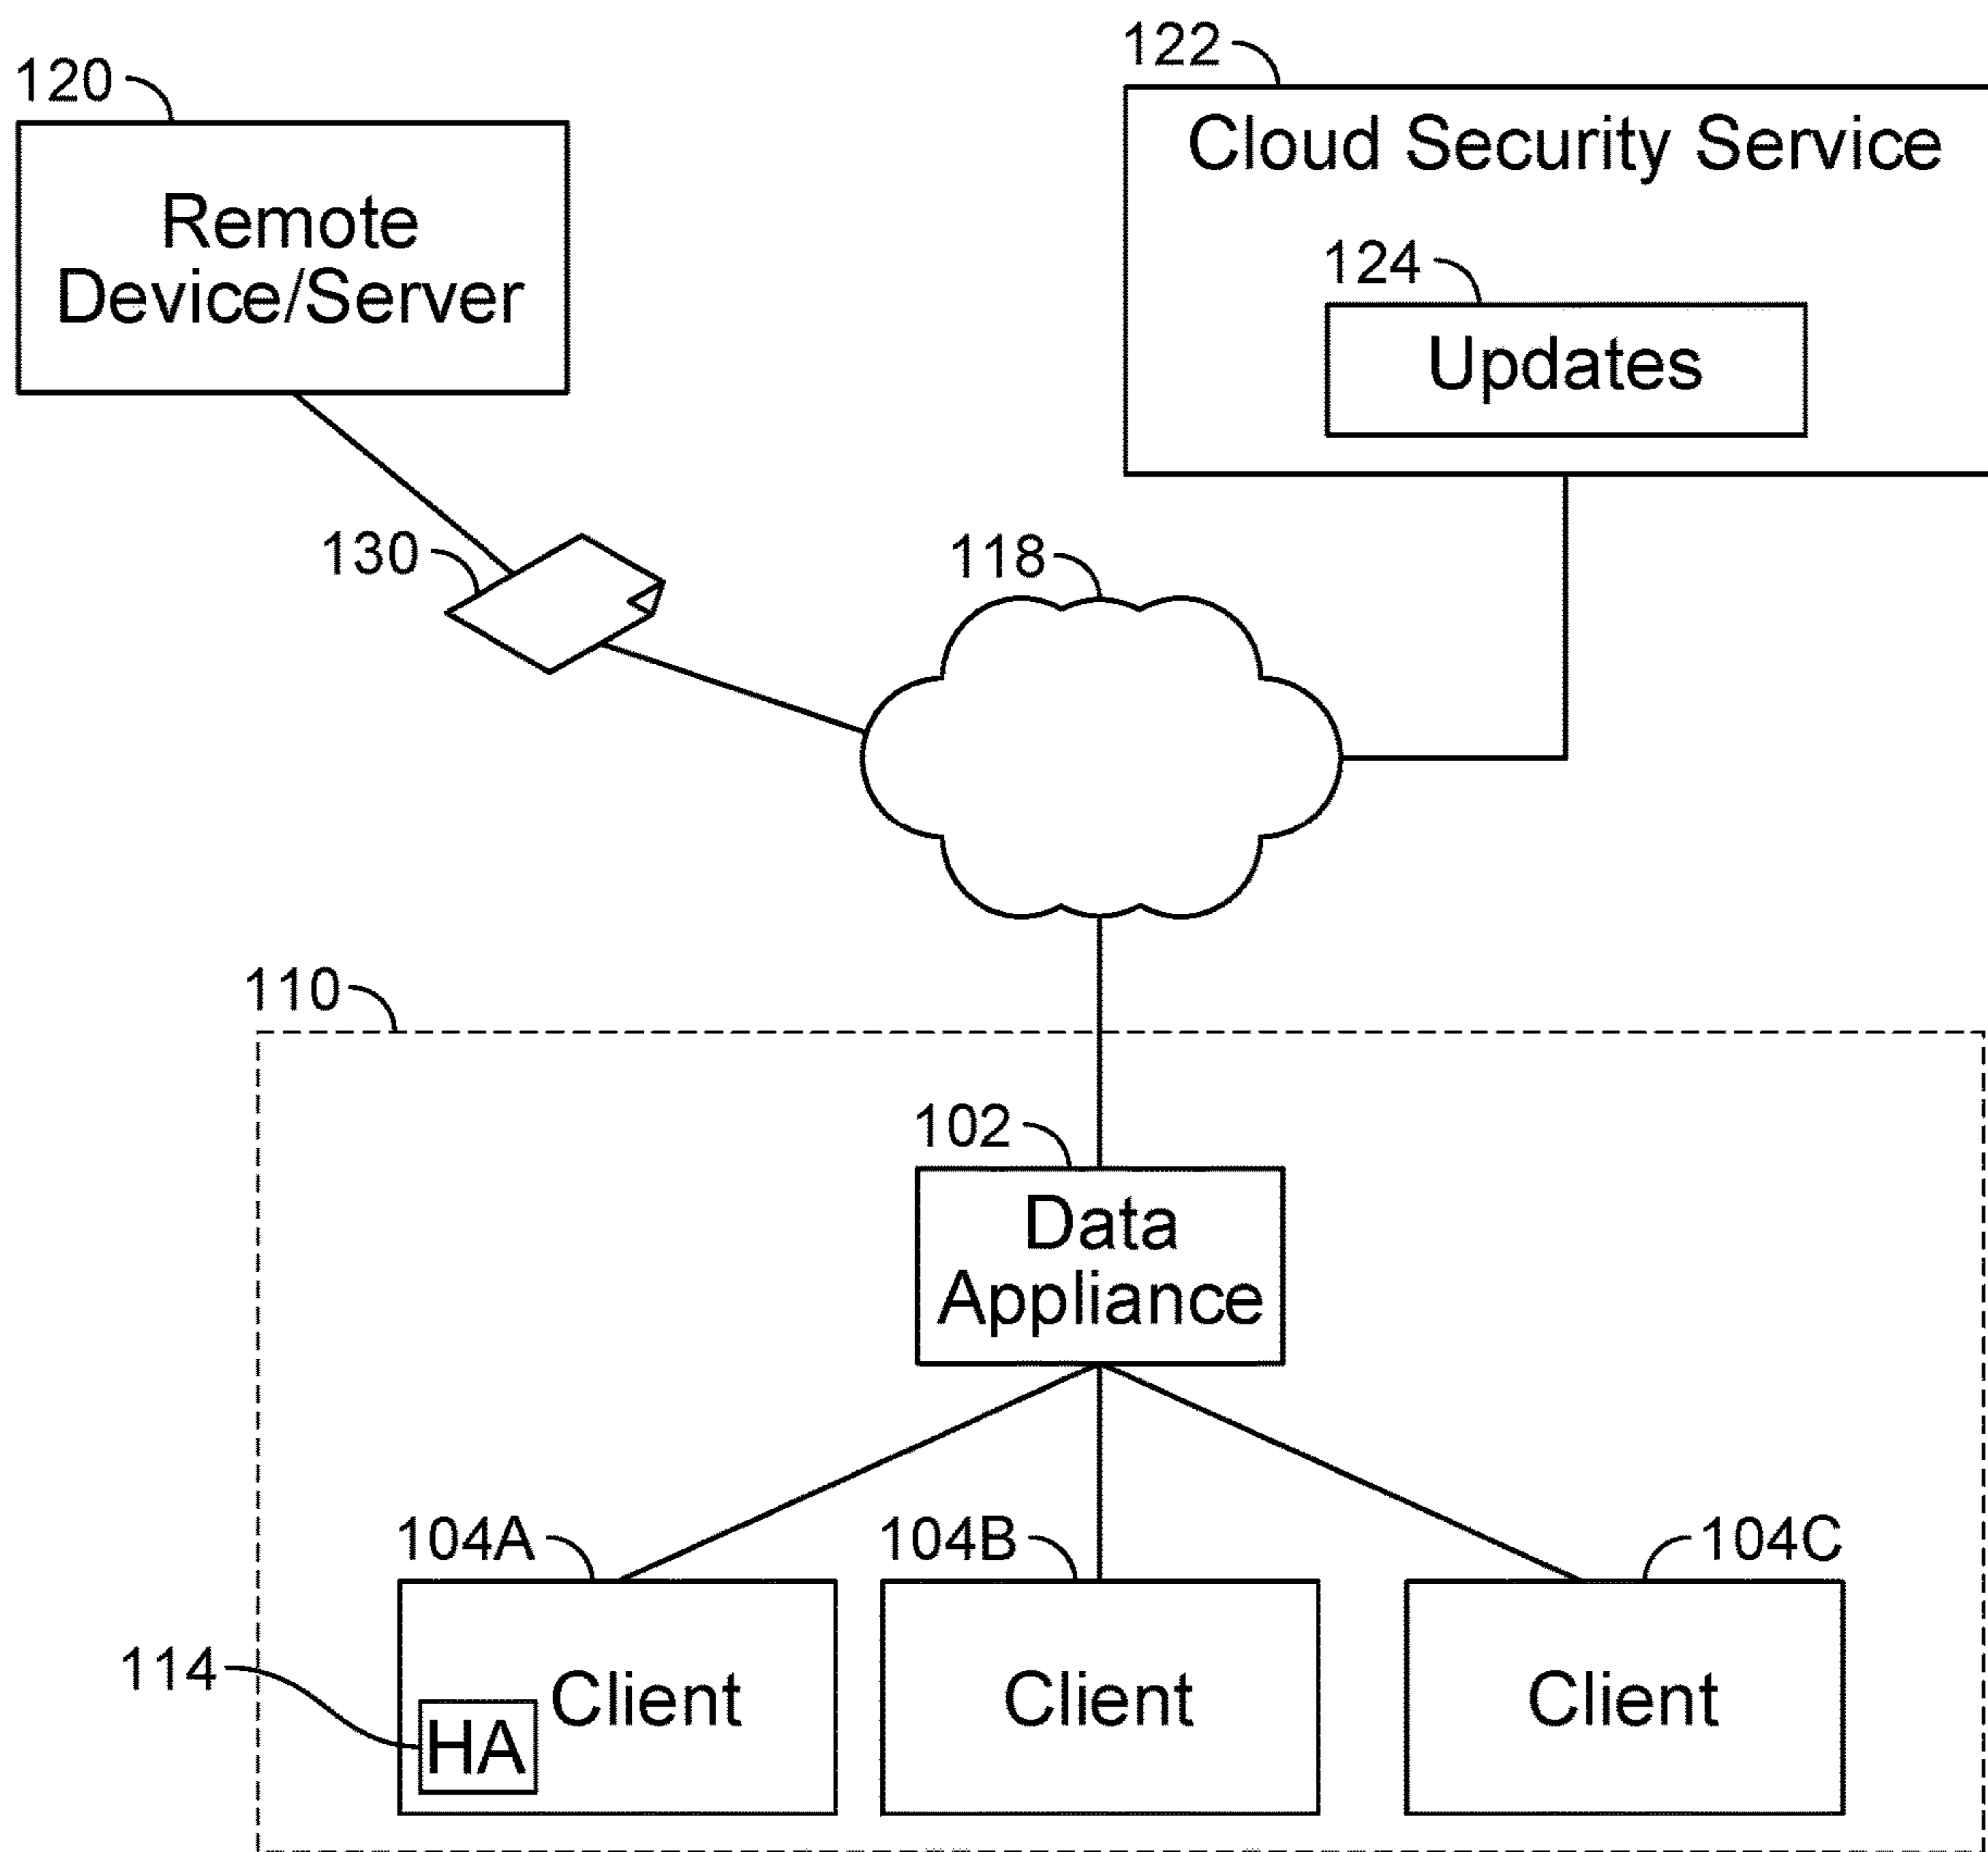 122
120
Cloud Security Service
Remote
Device/Server
124
Updates
130
118
110
102
Data
Appliance
104A
104B
104C
114
Client
Client
Client
HA